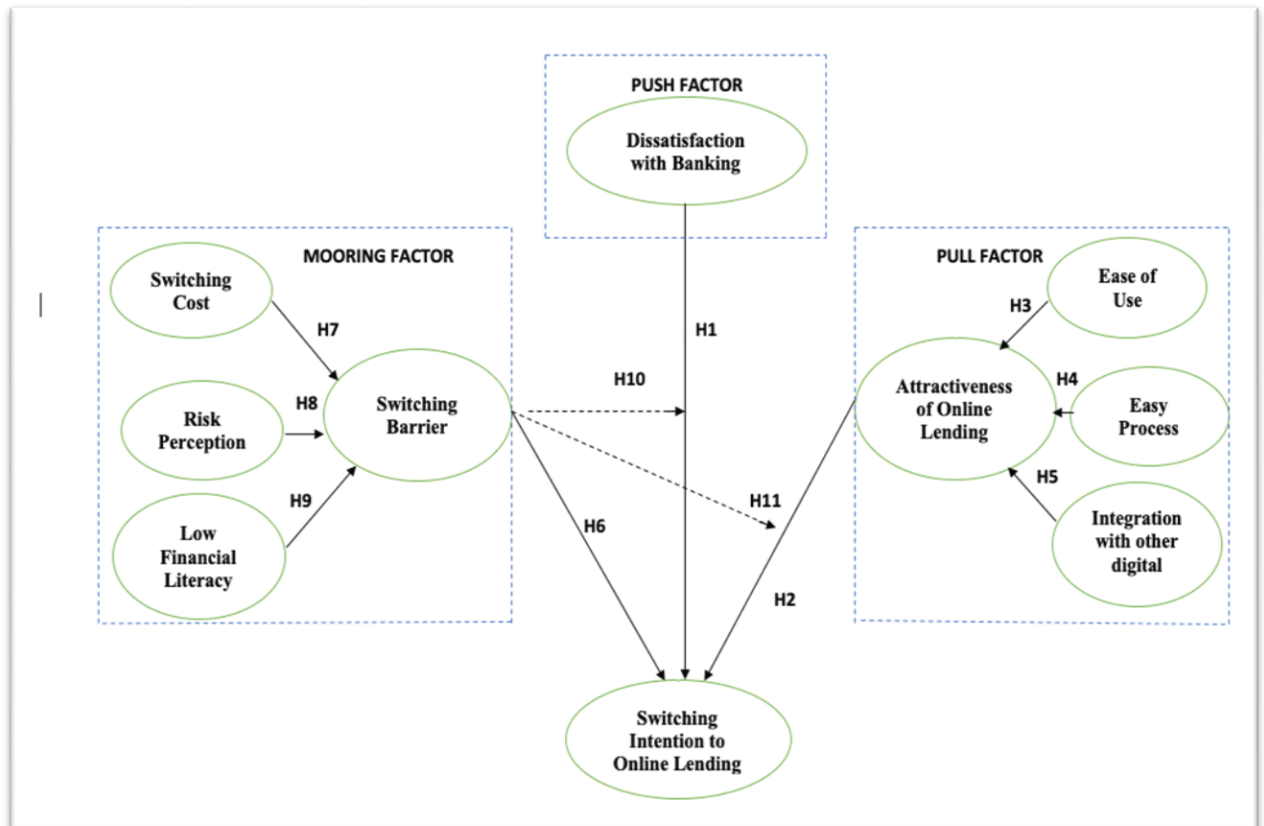 PUSH FACTOR
Dissatisfaction
with Banking
MOORING FACTOR
Switching
Cost
H7
Risk
Perception
H8
Low
Financial
Literacy
H9
Switching
Barrier
H10
H1
H11
H6
H2
PULL FACTOR
Ease of
Use
H3
Attractiveness
of Online
Lending
H4
Easy
Process
H5
Integration
with other
digital
Switching
Intention to
Online Lending